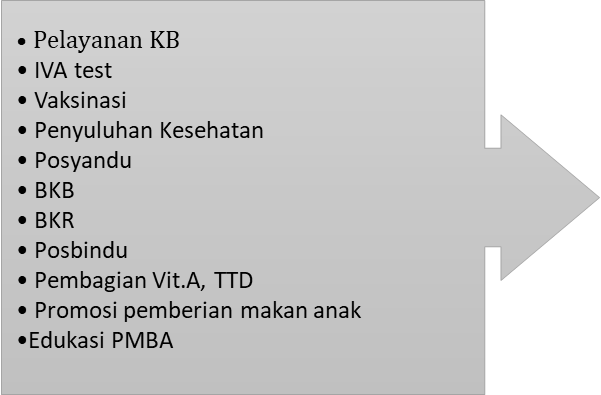 • Pelayanan KB
• IVA test
• Vaksinasi
• Penyuluhan Kesehatan
• Posyandu
• BKB
• BKR
• Posbindu
• Pembagian Vit.A, TTD
• Promosi pemberian makan anak
•Edukasi PMBA